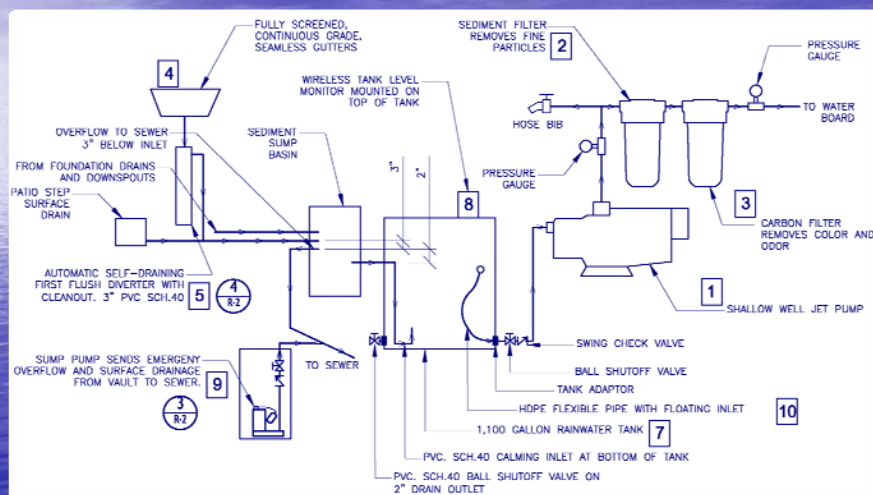 FULLY SCREENED,
CONTINUOUS GRADE,
SEAMLESS GUTTERS
4
SEDIMENT FILTER
REMOVES FINE
PARTICLES
2
PRESSURE
GAUGE
WIRELESS TANK LEVEL
MONITOR MOUNTED ON
TOP OF TANK
HOSE BIB
TO WATER
BOARD
OVERFLOW TO SEWER
3" BELOW INLET
SEDIMENT
SUMP
BASIN
FROM FOUNDATION DRAINS
AND DOWNSPOUTS
3"
2"
PRESSURE
GAUGE
PATIO STEP
SURFACE
DRAIN
8
3
CARBON FILTER
REMOVES COLOR AND
ODOR
AUTOMATIC SELF-DRAINING
FIRST FLUSH DIVERTER WITH
CLEANOUT. 3" PVC SCH.40
5
4
R-2
1
SHALLOW WELL JET PUMP
SWING CHECK VALVE
TO SEWER
BALL SHUTOFF VALVE
SUMP PUMP SENDS EMERGENY
OVERFLOW AND SURFACE DRAINAGE
FROM VAULT TO SEWER.
9
3
R-2
TANK ADAPTOR
HDPE FLEXIBLE PIPE WITH FLOATING INLET
10
1,100 GALLON RAINWATER TANK
7
PVC. SCH.40 CALMING INLET AT BOTTOM OF TANK
PVC. SCH.40 BALL SHUTOFF VALVE ON
2" DRAIN OUTLET